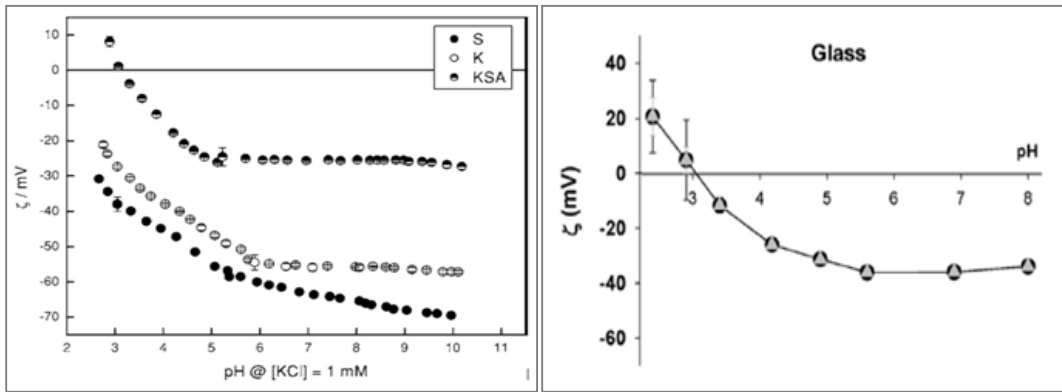 10
0
-10
-20
-30
-40
-50
-60
-70
ζ / mV
S
K
KSA
2 3 4 5 6 7 8 9 10 11
pH @ [KCl] = 1 mM
Glass
40
20
0
-20
-40
-60
ζ (mV)
pH
3 4 5 6 7 8